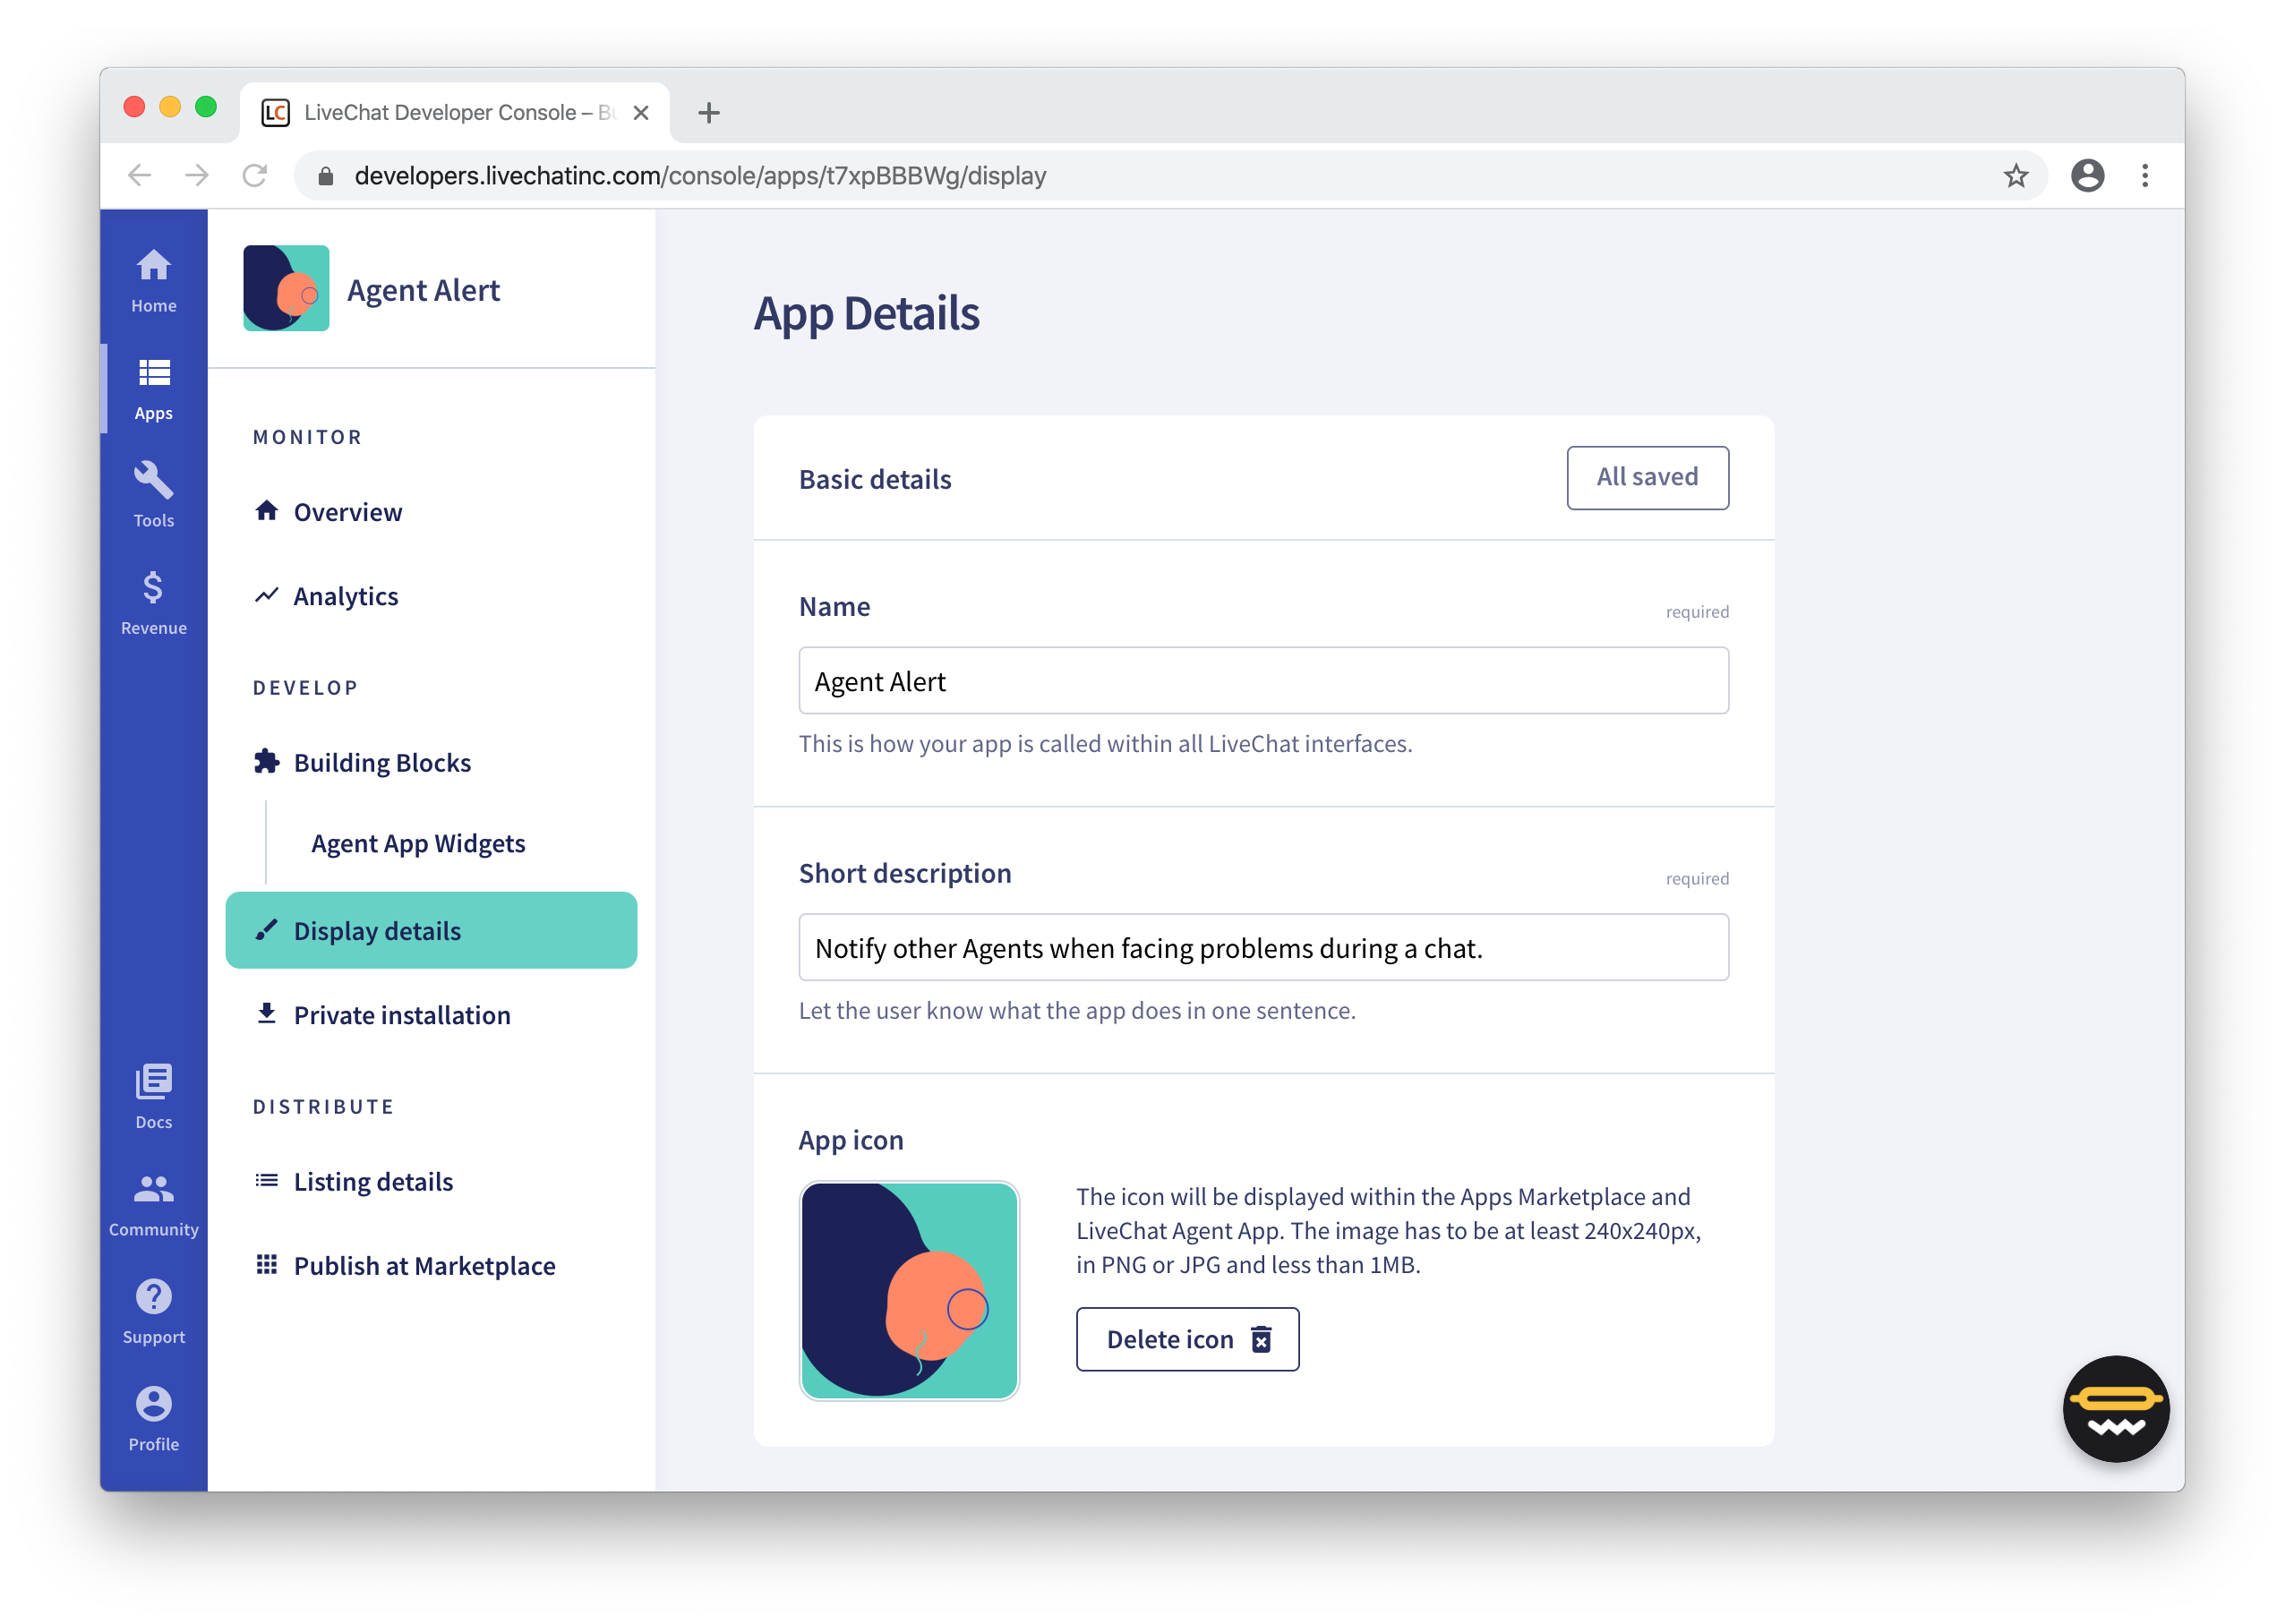 LC LiveChat Developer Console – Bu
developers.livechatinc.com/console/apps/t7xpBBBWg/display
Home
Apps
Tools
Revenue
Docs
Community
Support
Profile
Agent Alert
MONITOR
Overview
Analytics
DEVELOP
Building Blocks
Agent App Widgets
Display details
Private installation
DISTRIBUTE
Listing details
Publish at Marketplace
App Details
Basic details
All saved
Name
required
Agent Alert
This is how your app is called within all LiveChat interfaces.
Short description
required
Notify other Agents when facing problems during a chat.
Let the user know what the app does in one sentence.
App icon
The icon will be displayed within the Apps Marketplace and
LiveChat Agent App. The image has to be at least 240x240px,
in PNG or JPG and less than 1MB.
Delete icon